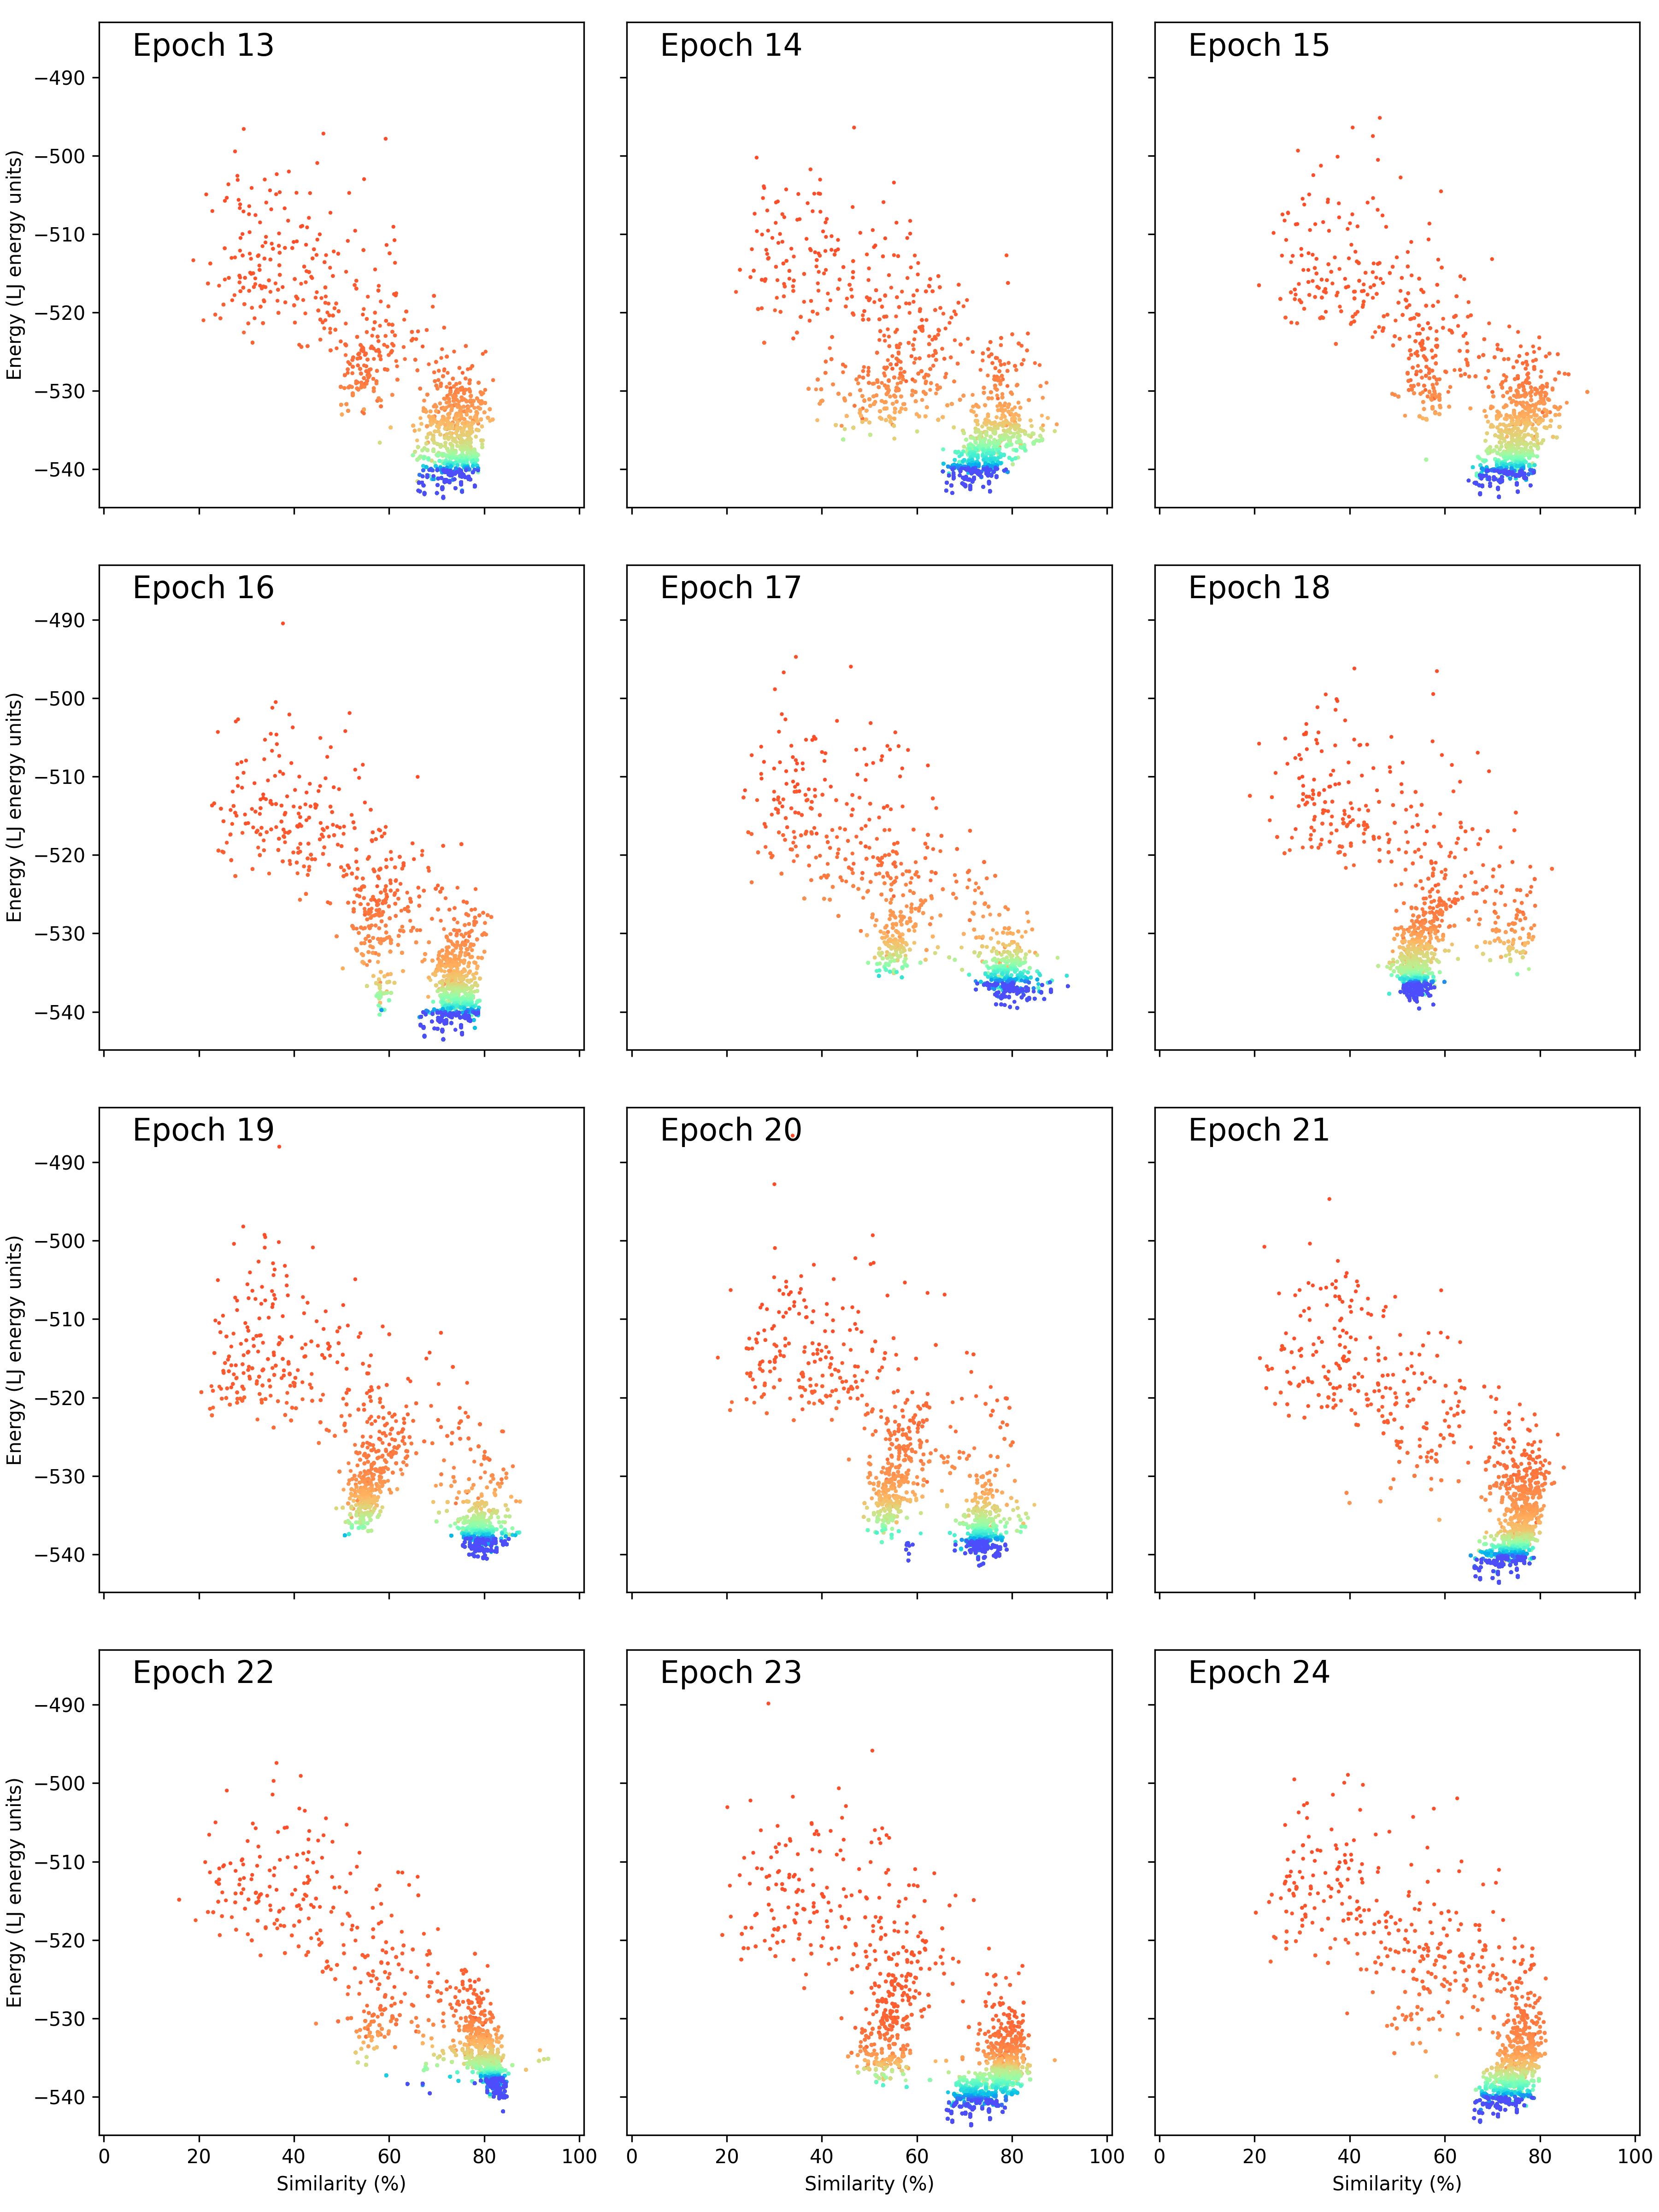 Epoch 13
Epoch 14
Epoch 15
Energy (LJ energy units)
−490
−500
−510
−520
−530
−540
Epoch 16
Epoch 17
Epoch 18
Energy (LJ energy units)
−490
−500
−510
−520
−530
−540
Epoch 19
Epoch 20
Epoch 21
Energy (LJ energy units)
−490
−500
−510
−520
−530
−540
Epoch 22
Epoch 23
Epoch 24
Energy (LJ energy units)
−490
−500
−510
−520
−530
−540
0 20 40 60 80 100
0 20 40 60 80 100
0 20 40 60 80 100
Similarity (%)
Similarity (%)
Similarity (%)